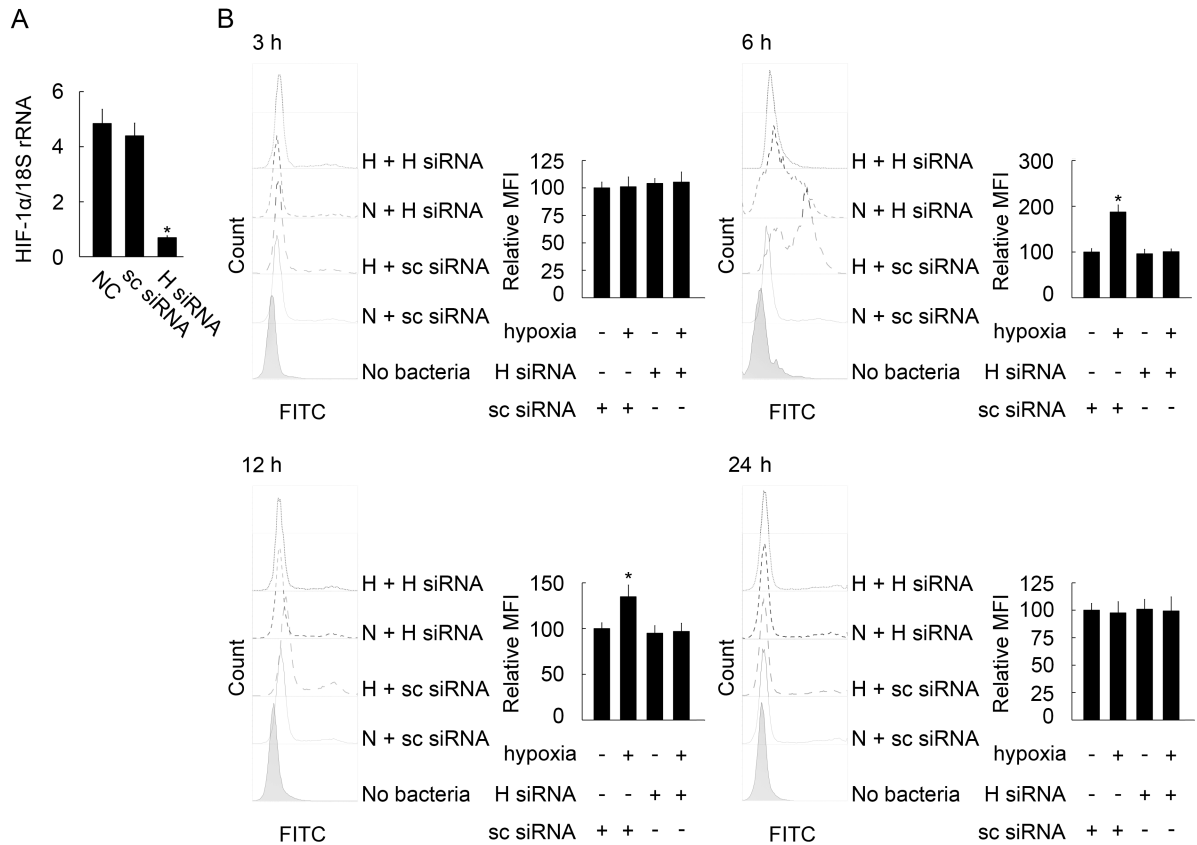 A
HIF-1α/18S rRNA
6
4
2
0
NC
sc siRNA
H siRNA
*
B
3 h
Count
H + H siRNA
N + H siRNA
H + sc siRNA
N + sc siRNA
No bacteria
FITC
Relative MFI
125
100
75
50
25
0
hypoxia - + - +
H siRNA - - + +
sc siRNA + + - -
6 h
Count
H + H siRNA
N + H siRNA
H + sc siRNA
N + sc siRNA
No bacteria
FITC
Relative MFI
300
200
100
0
*
hypoxia - + - +
H siRNA - - + +
sc siRNA + + - -
12 h
Count
H + H siRNA
N + H siRNA
H + sc siRNA
N + sc siRNA
No bacteria
FITC
Relative MFI
150
100
50
0
*
hypoxia - + - +
H siRNA - - + +
sc siRNA + + - -
24 h
Count
H + H siRNA
N + H siRNA
H + sc siRNA
N + sc siRNA
No bacteria
FITC
Relative MFI
125
100
75
50
25
0
hypoxia - + - +
H siRNA - - + +
sc siRNA + + - -